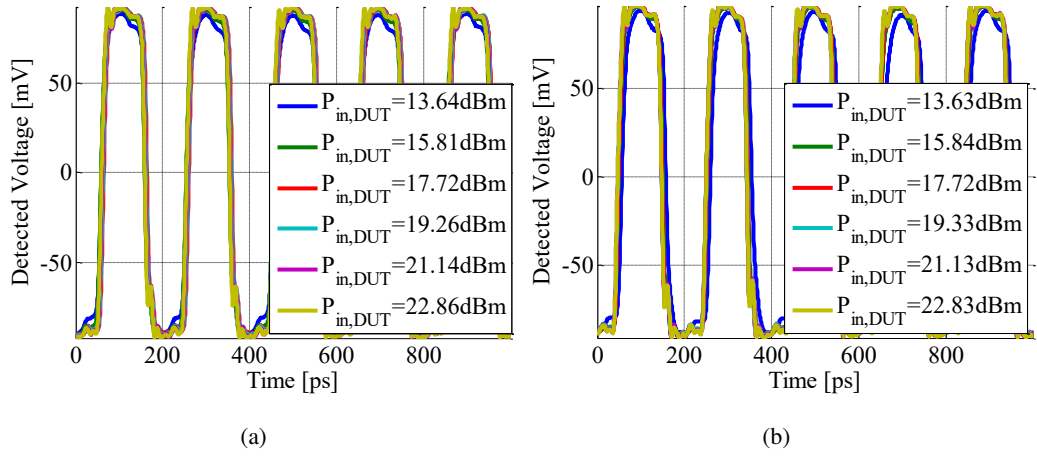 Detected Voltage [mV]
50
0
-50
P_in,DUT=13.64dBm
P_in,DUT=15.81dBm
P_in,DUT=17.72dBm
P_in,DUT=19.26dBm
P_in,DUT=21.14dBm
P_in,DUT=22.86dBm
0 200 400 600 800
Time [ps]
(a)
Detected Voltage [mV]
50
0
-50
P_in,DUT=13.63dBm
P_in,DUT=15.84dBm
P_in,DUT=17.72dBm
P_in,DUT=19.33dBm
P_in,DUT=21.13dBm
P_in,DUT=22.83dBm
0 200 400 600 800
Time [ps]
(b)